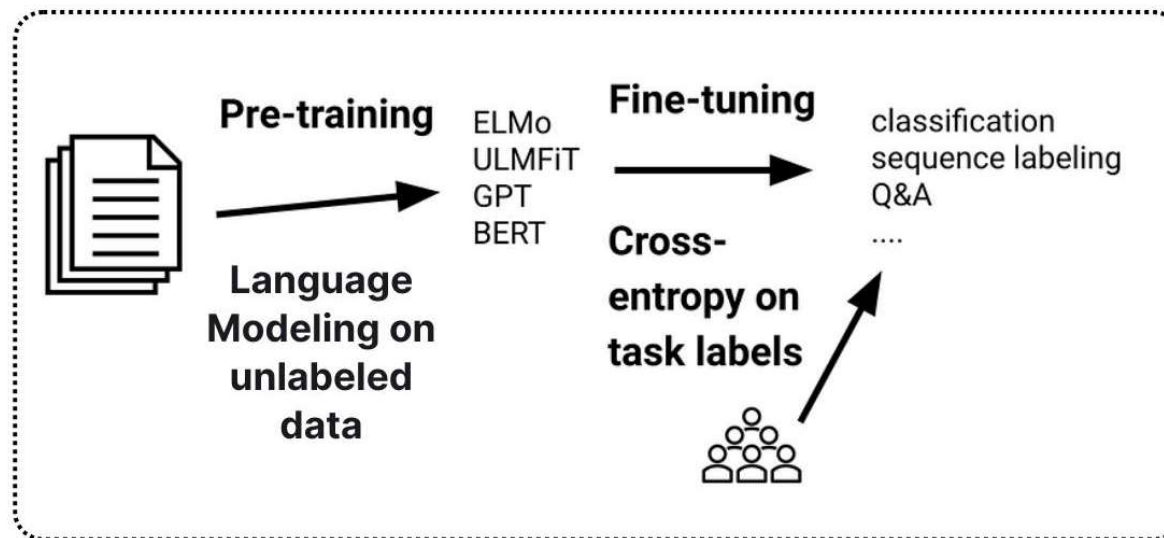 Pre-training
Language
Modeling on
unlabeled
data
ELMo
ULMFiT
GPT
BERT
Fine-tuning
Cross-
entropy on
task labels
classification
sequence labeling
Q&A
....